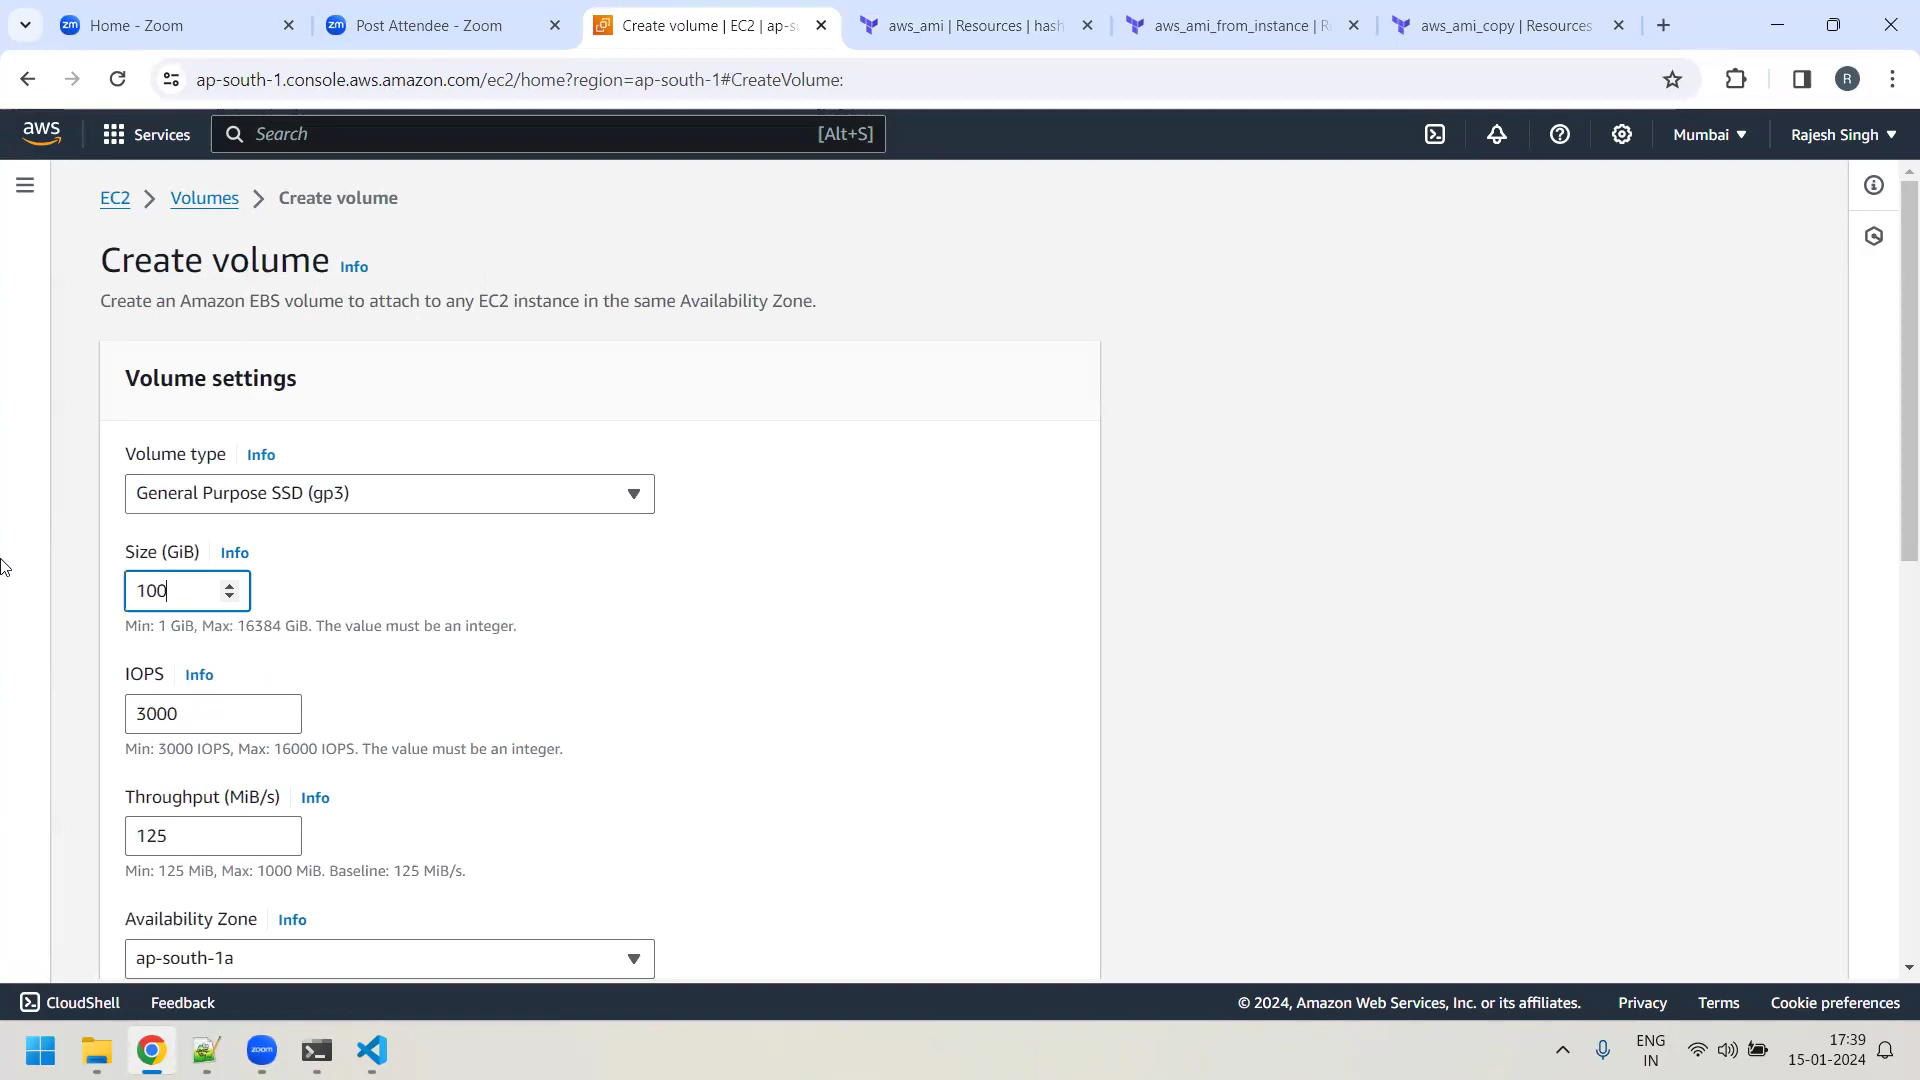 Home - Zoom
Post Attendee - Zoom
Create volume | EC2 | ap-s
aws_ami | Resources | hash
aws_ami_from_instance | R
aws_ami_copy | Resources
ap-south-1.console.aws.amazon.com/ec2/home?region=ap-south-1#CreateVolume:
R
aws
Services
Search
[Alt+S]
Mumbai
Rajesh Singh
EC2
Volumes
Create volume
Create volume Info
Create an Amazon EBS volume to attach to any EC2 instance in the same Availability Zone.
Volume settings
Volume type Info
General Purpose SSD (gp3)
Size (GiB) Info
100
Min: 1 GiB, Max: 16384 GiB. The value must be an integer.
IOPS Info
3000
Min: 3000 IOPS, Max: 16000 IOPS. The value must be an integer.
Throughput (MiB/s) Info
125
Min: 125 MiB, Max: 1000 MiB. Baseline: 125 MiB/s.
Availability Zone Info
ap-south-1a
CloudShell
Feedback
© 2024, Amazon Web Services, Inc. or its affiliates.
Privacy
Terms
Cookie preferences
zoom
ENG
IN
17:39
15-01-2024